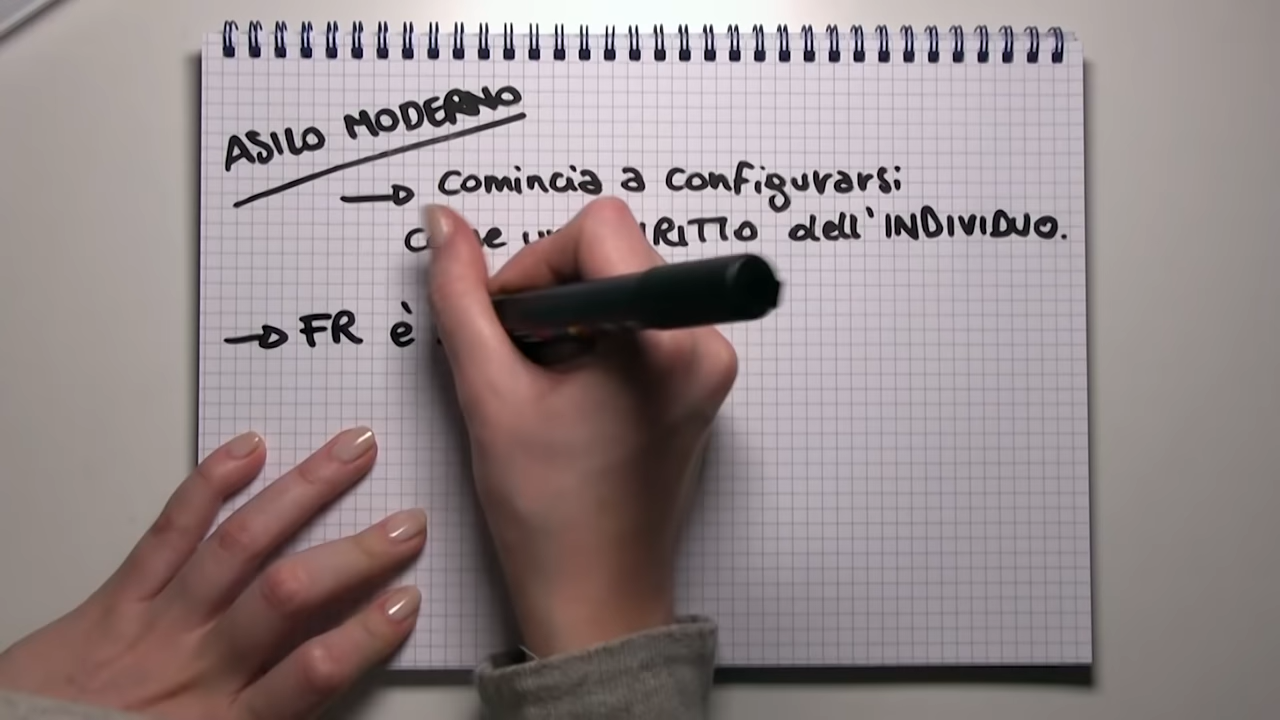 ASILO MODERNO
→ comincia a configurarsi
dell'INDIVIDUO.
→ FR è